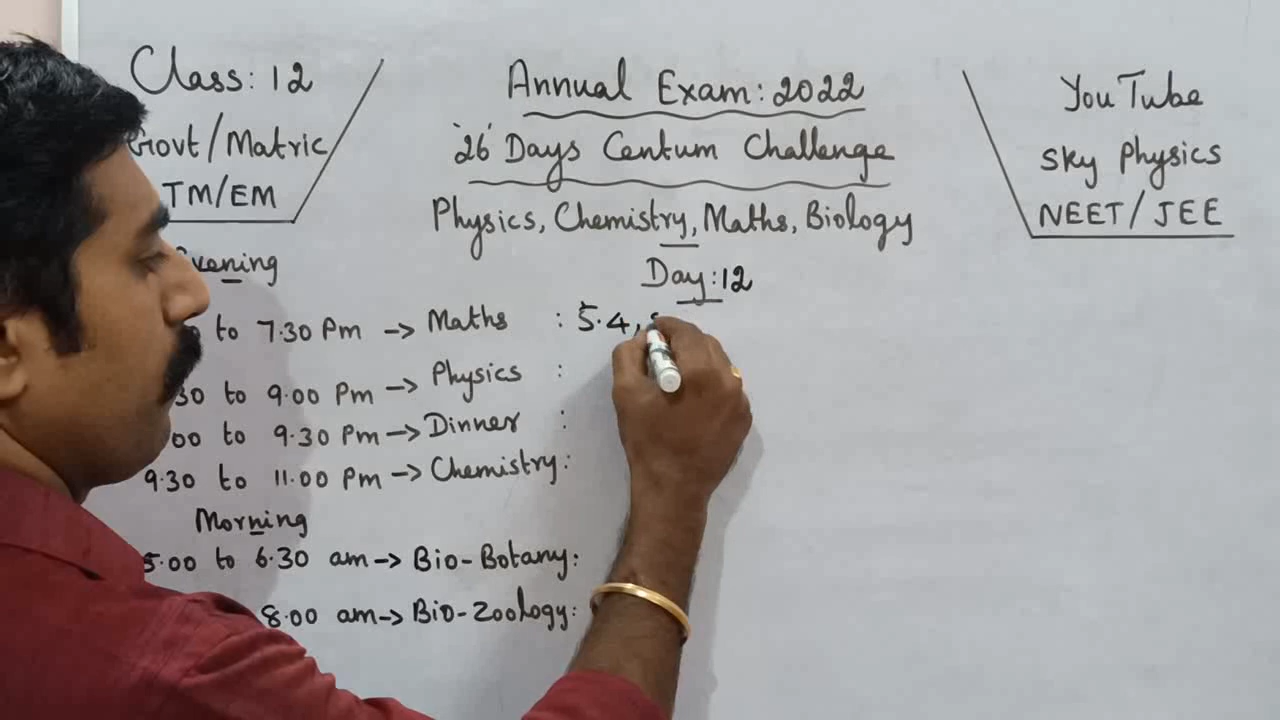 Class: 12
Govt/Matric
TM/EM
Annual Exam: 2022
'26' Days Centum Challenge
Physics, Chemistry, Maths, Biology
Day: 12
YouTube
Sky Physics
NEET/JEE
Evening
to 7.30 Pm -> Maths : 5.4,
30 to 9.00 Pm -> Physics :
00 to 9.30 Pm -> Dinner :
9.30 to 11.00 Pm -> Chemistry:
Morning
5.00 to 6.30 am -> Bio-Botany:
8.00 am -> Bio-Zoology: